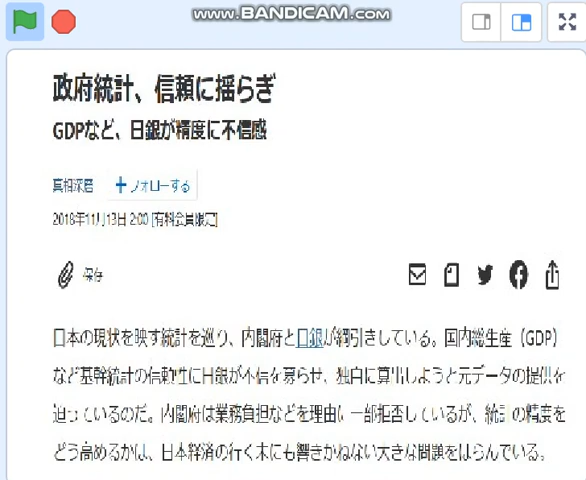 www.BANDICAM.com
政府統計、信頼に揺らぎ
GDPなど、日銀が精度に不信感
真相深層
+フォローする
2018年11月13日 2:00 [有料会員限定]
保存
日本の現状を映す統計を巡り、内閣府と日銀が綱引きしている。国内総生産（GDP）
など基幹統計の信頼性に日銀が不信を募らせ、独自に算出しようと元データの提供を
迫っているのだ。内閣府は業務負担などを理由に一部拒否しているが、統計の精度を
どう高めるかは、日本経済の行く末にも響きかねない大きな問題をはらんでいる。